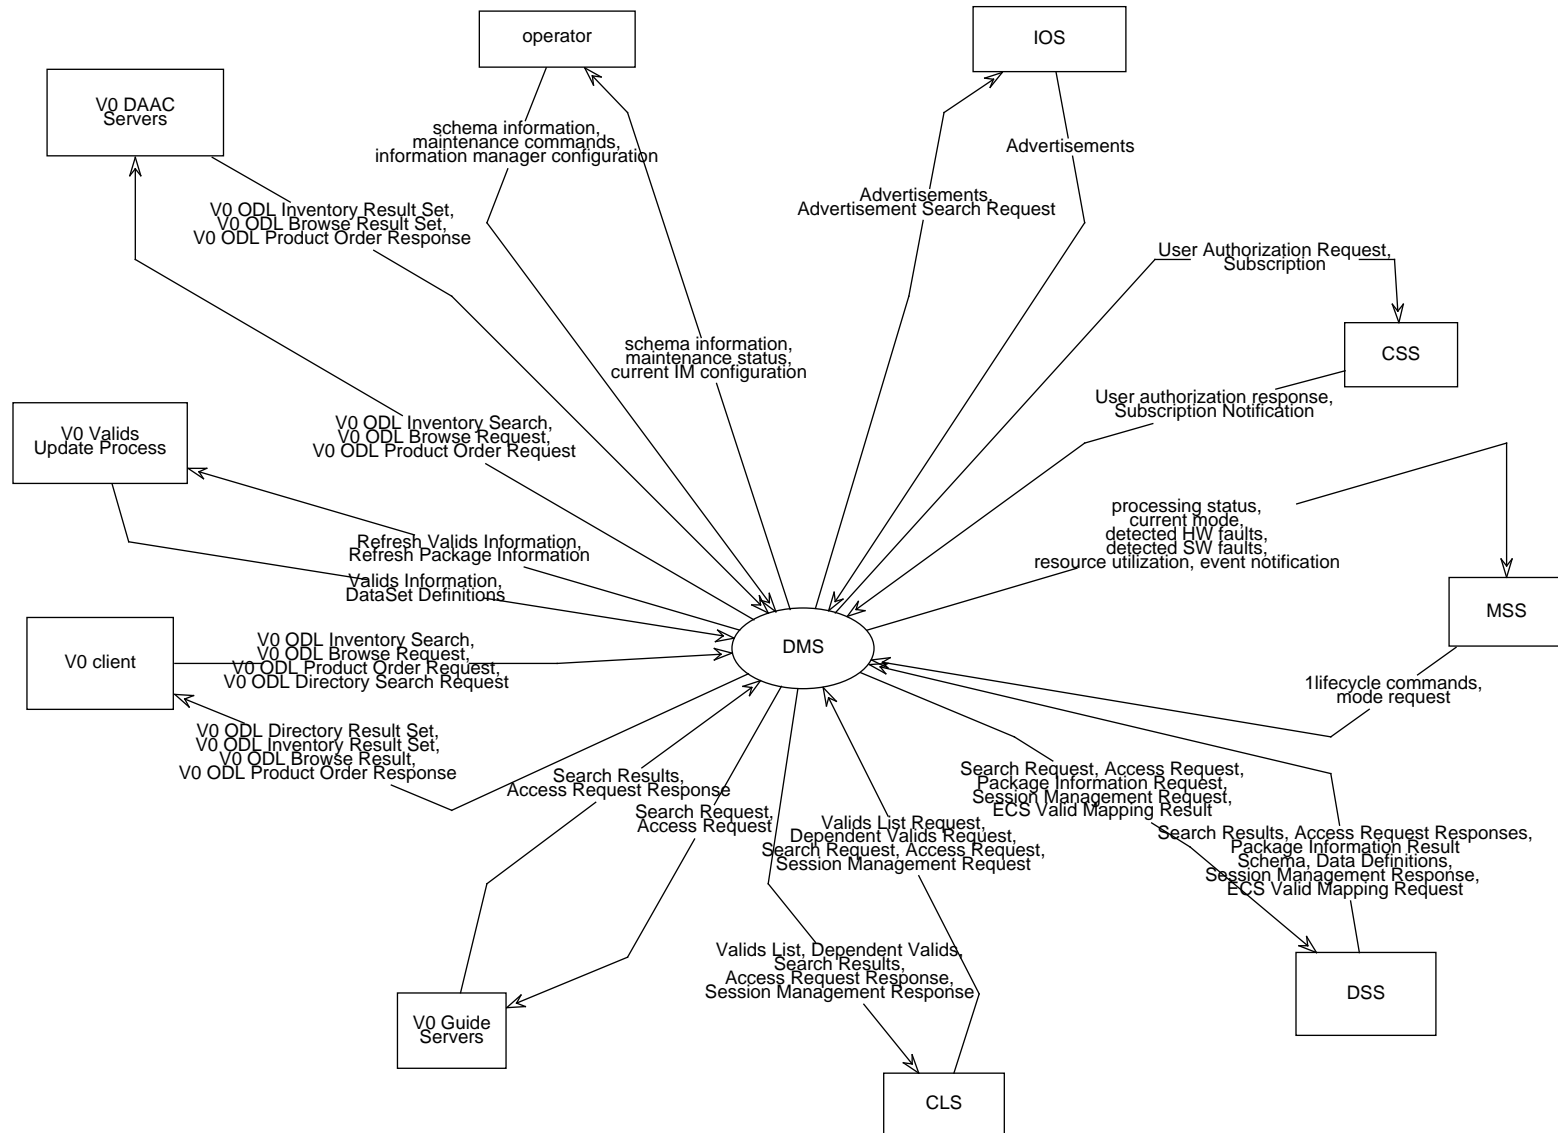 operator
IOS
V0 DAAC
Servers
schema information,
maintenance commands,
information manager configuration
Advertisements
Advertisements,
Advertisement Search Request
V0 ODL Inventory Result Set,
V0 ODL Browse Result Set,
V0 ODL Product Order Response
User Authorization Request,
Subscription
CSS
schema information,
maintenance status,
current IM configuration
User authorization response,
Subscription Notification
V0 Valids
Update Process
V0 ODL Inventory Search,
V0 ODL Browse Request,
V0 ODL Product Order Request
processing status,
current mode,
detected HW faults,
detected SW faults,
resource utilization, event notification
Refresh Valids Information,
Refresh Package Information
Valids Information,
DataSet Definitions
MSS
V0 client
V0 ODL Inventory Search,
V0 ODL Browse Request,
V0 ODL Product Order Request,
V0 ODL Directory Search Request
DMS
1lifecycle commands,
mode request
V0 ODL Directory Result Set,
V0 ODL Inventory Result Set,
V0 ODL Browse Result,
V0 ODL Product Order Response
Search Results,
Access Request Response
Search Request,
Access Request
Search Request, Access Request,
Package Information Request,
Session Management Request,
ECS Valid Mapping Result
Valids List Request,
Dependent Valids Request,
Search Request, Access Request,
Session Management Request
Search Results, Access Request Responses,
Package Information Result
Schema, Data Definitions,
Session Management Response,
ECS Valid Mapping Request
Valids List, Dependent Valids,
Search Results,
Access Request Response,
Session Management Response
DSS
V0 Guide
Servers
CLS